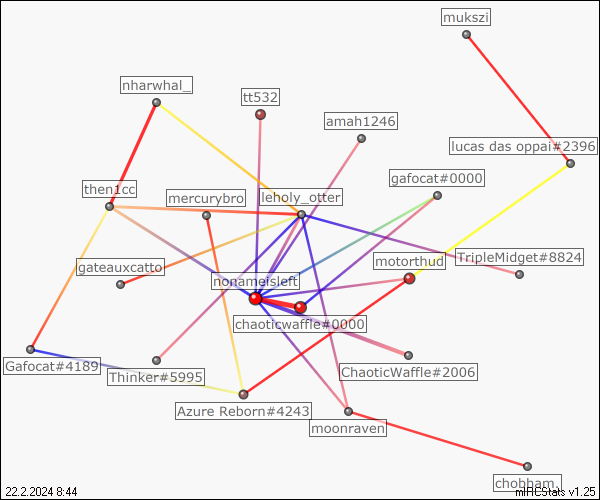 mukszi
nharwhal_
tt532
amah1246
lucas das oppai#2396
gafocat#0000
then1cc
mercurybro
leholy_otter
gateauxcatto
motorthud
TripleMidget#8824
nonameisleft
chaoticwaffle#0000
Gafocat#4189
Thinker#5995
ChaoticWaffle#2006
Azure Reborn#4243
moonraven
chobham.
22.2.2024 8:44
mIRCStats v1.25